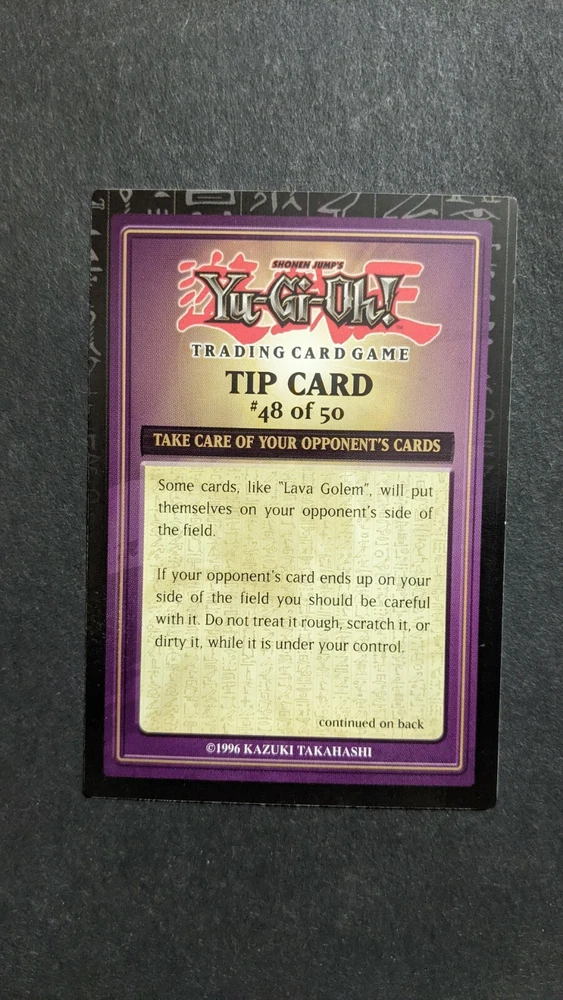 SHONEN JUMP'S
Yu-Gi-Oh!
TRADING CARD GAME
TIP CARD
#48 of 50
TAKE CARE OF YOUR OPPONENT'S CARDS
Some cards, like "Lava Golem", will put
themselves on your opponent's side of
the field.
If your opponent's card ends up on your
side of the field you should be careful
with it. Do not treat it rough, scratch it, or
dirty it, while it is under your control.
continued on back
©1996 KAZUKI TAKAHASHI